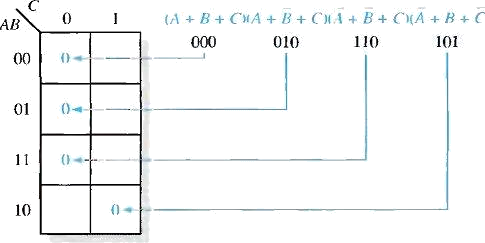 C
AB
0 1
(A + B + C)(A + B̄ + C)(Ā + B̄ + C)(Ā + B + C̄
000 010 110 101
00 0
01 0
11 0
10 0